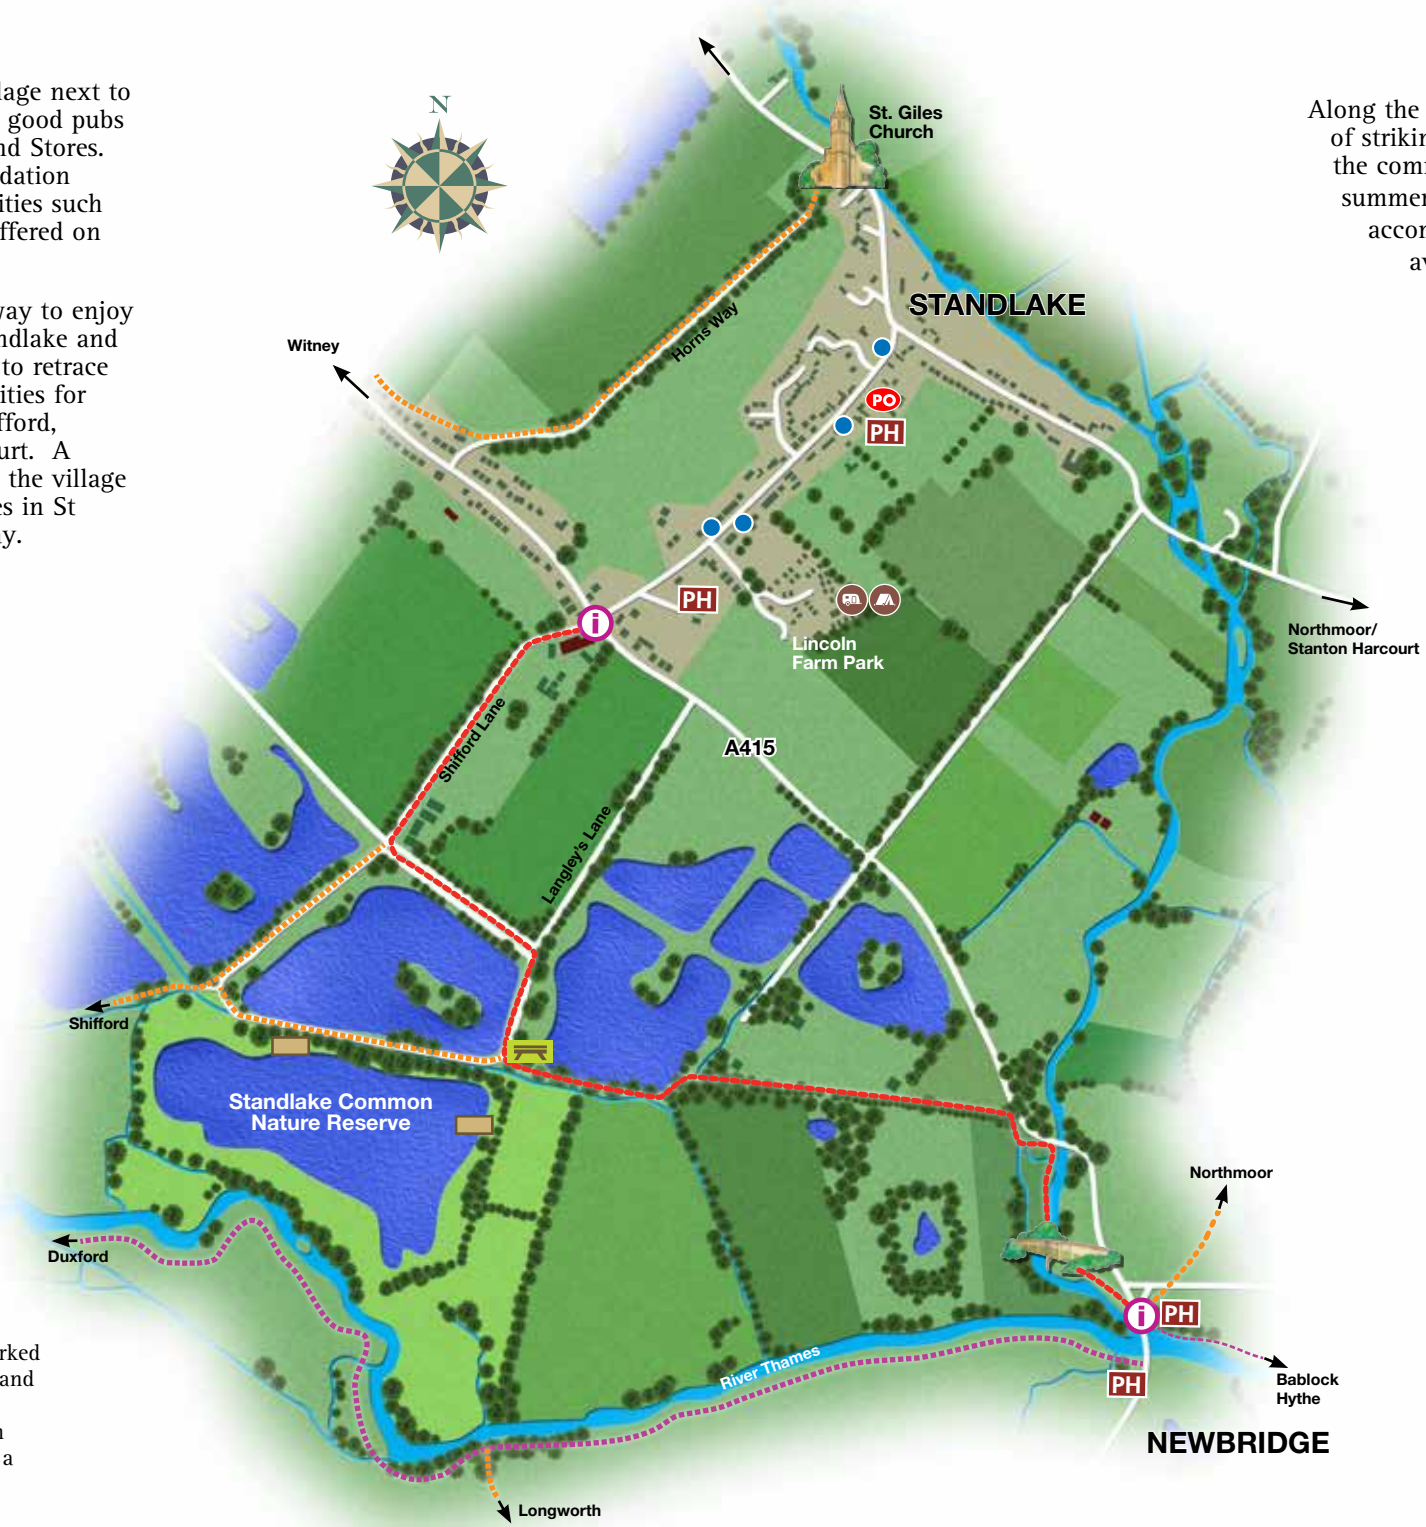 lage next to
good pubs
nd Stores.
dation
ities such
ffered on
way to enjoy
ndlake and
to retrace
ities for
fford,
urt. A
the village
es in St
y.
Along the
of strikin
the comm
summer
accor
av
N
St. Giles
Church
STANDLAKE
Witney
Horns Way
PO
PH
PH
i
Lincoln
Farm Park
Northmoor/
Stanton Harcourt
Shifford Lane
A415
Langley's Lane
Shifford
Standlake Common
Nature Reserve
Northmoor
Duxford
i
PH
River Thames
PH
Bablock
Hythe
NEWBRIDGE
Longworth
rked
and
n
a